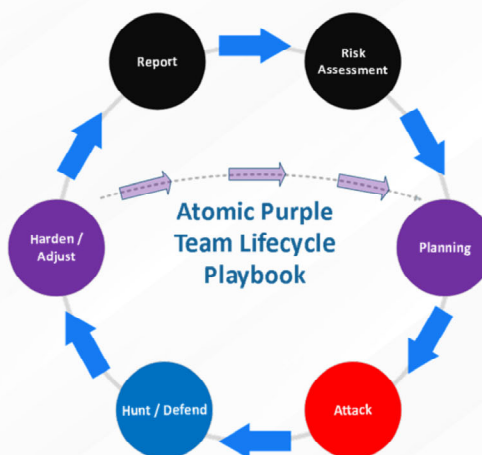 Report
Risk
Assessment
Atomic Purple
Team Lifecycle
Playbook
Harden /
Adjust
Planning
Hunt / Defend
Attack